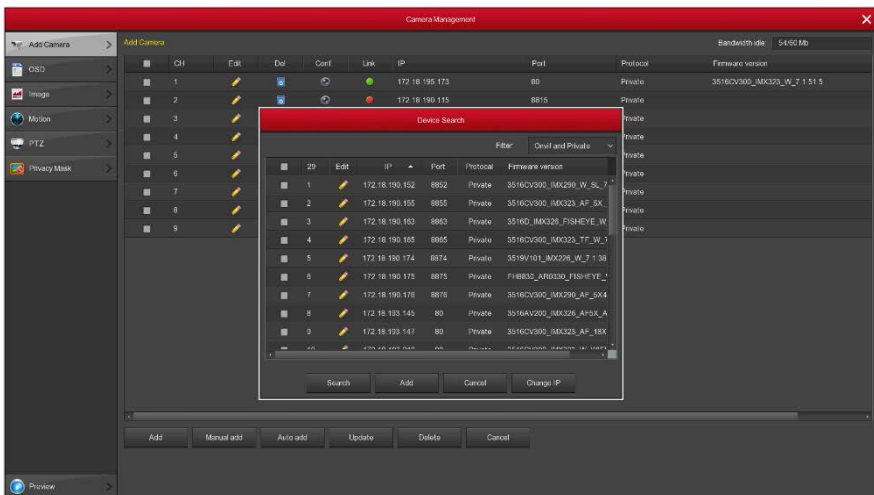 Camera Management
Add Camera
OSD
Image
Motion
PTZ
Privacy Mask
Preview
Add Camera
Bandwidth idle: 54/60 Mb
CH Edit Del Conf Link IP Port Protocol Firmware version
1 172.18.195.173 80 Private 3516CV300_IMX323_W_7.1.51.5
2 172.18.190.115 8815 Private
3 Private
4 Private
5 Private
6 Private
7 Private
8 Private
9 Private
Device Search
Filter Onvif and Private
29 Edit IP Port Protocal Firmware version
1 172.18.190.152 8852 Private 3516CV300_IMX290_W_SL_7
2 172.18.190.155 8855 Private 3516CV300_IMX323_AF_5X_
3 172.18.190.163 8863 Private 3516D_IMX326_FISHEYE_W
4 172.18.190.165 8865 Private 3516CV300_IMX323_TF_W_7
5 172.18.190.174 8874 Private 3519V101_IMX226_W_7.1.38
6 172.18.190.175 8875 Private FH8830_AR0330_FISHEYE_
7 172.18.190.176 8876 Private 3516CV300_IMX290_AF_5X4
8 172.18.193.145 80 Private 3516AV200_IMX326_AF5X_A
9 172.18.193.147 80 Private 3516CV300_IMX323_AF_18X
Search Add Cancel Change IP
Add Manual add Auto add Update Delete Cancel